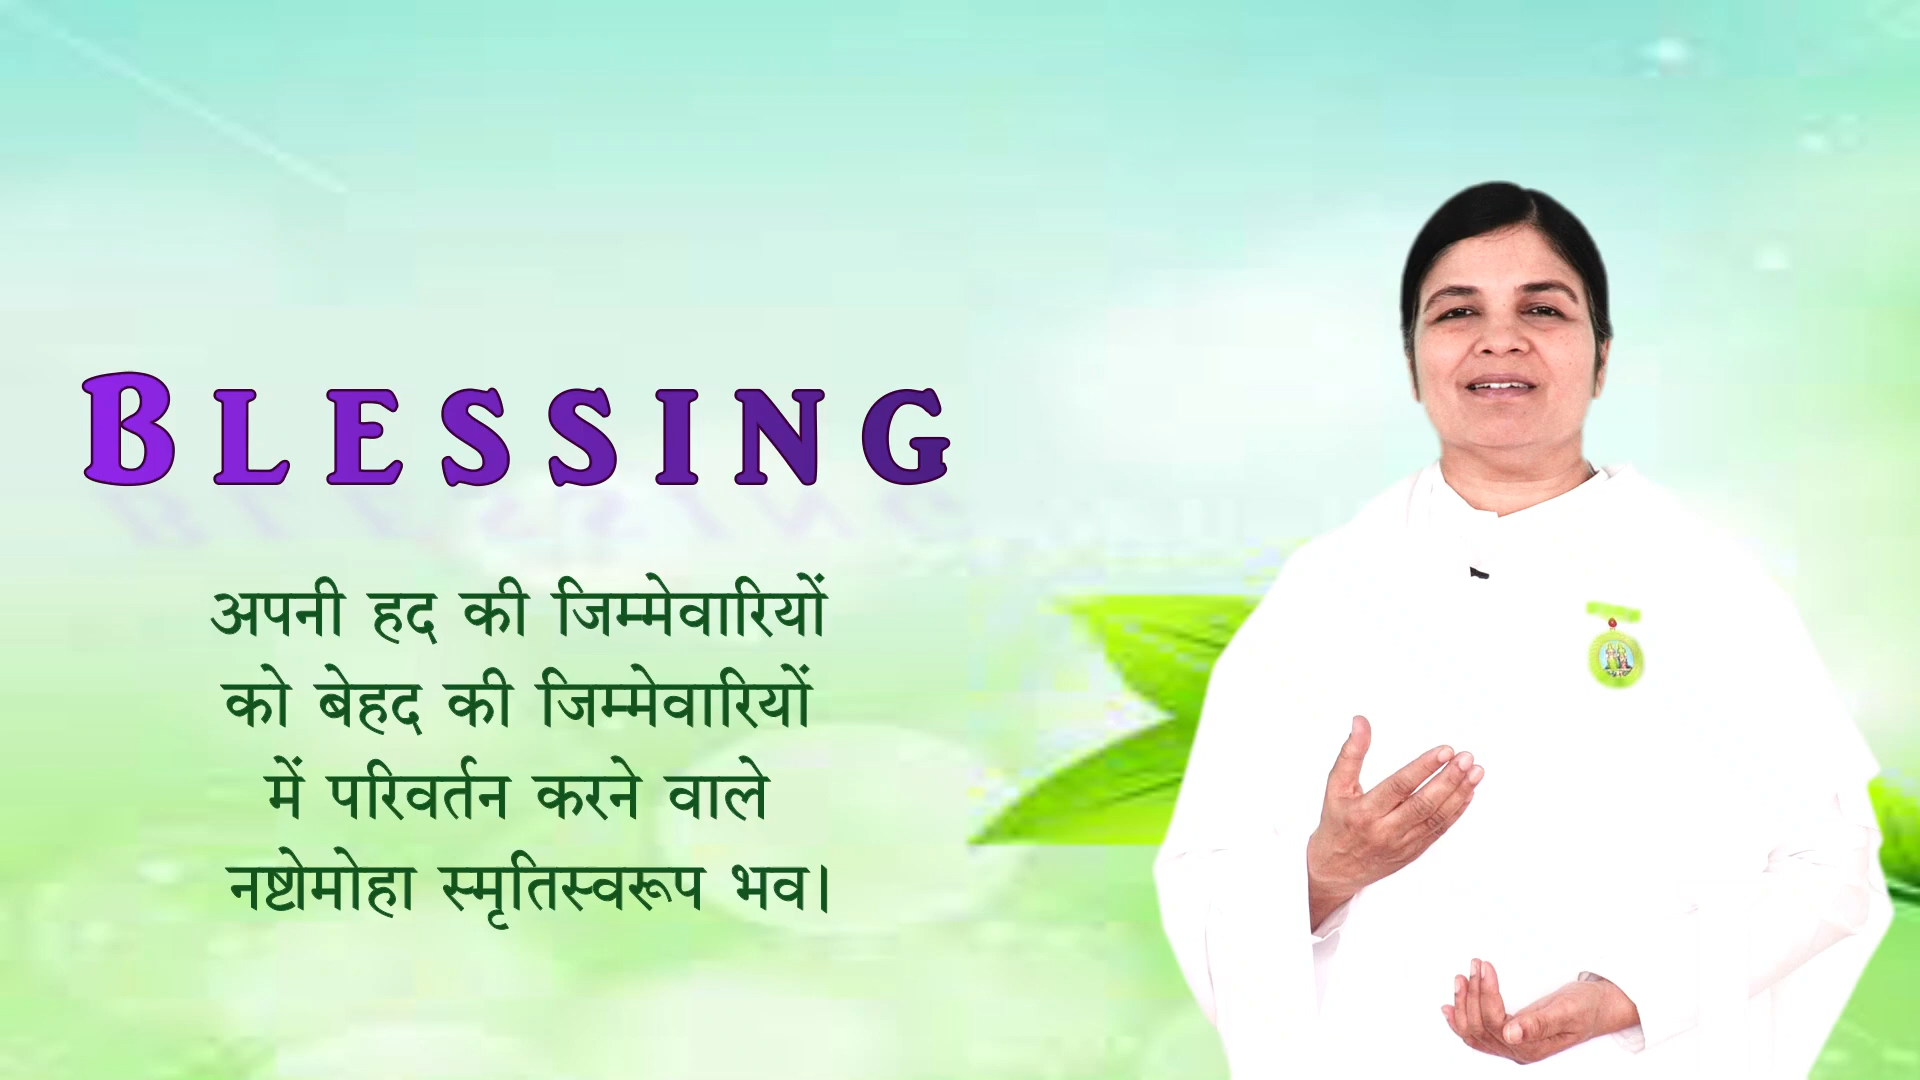 BLESSING
अपनी हद की जिम्मेवारियों
को बेहद की जिम्मेवारियों
में परिवर्तन करने वाले
नष्टोमोहा स्मृतिस्वरूप भव।